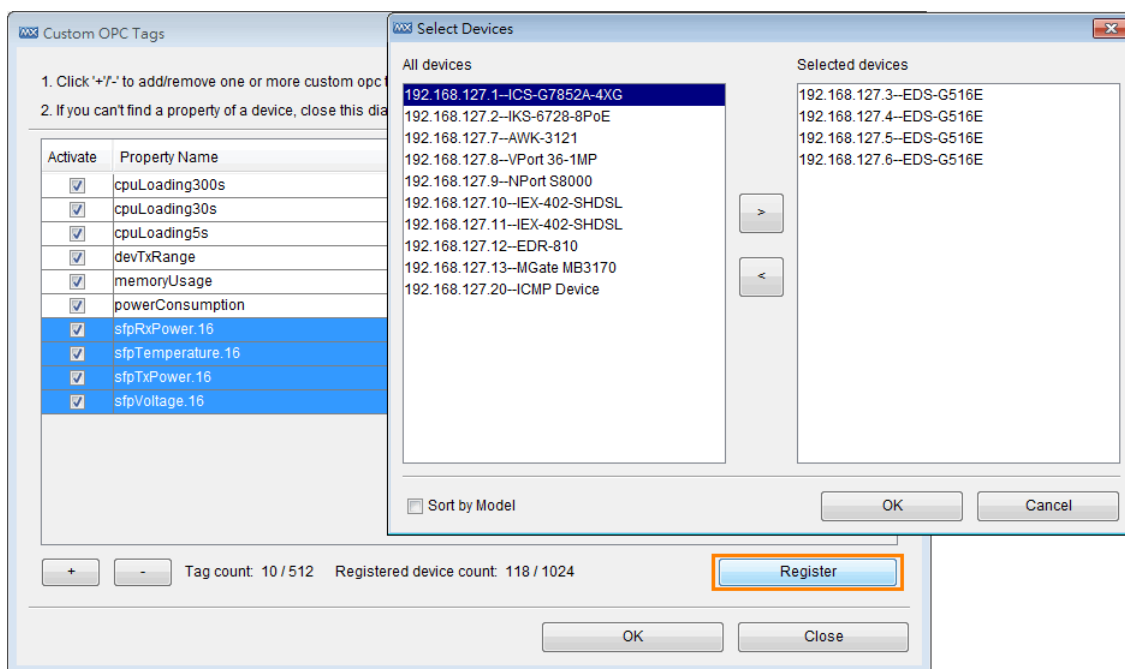 MX Custom OPC Tags
1. Click '+'/'-' to add/remove one or more custom opc
2. If you can't find a property of a device, close this dia
Activate Property Name
cpuLoading300s
cpuLoading30s
cpuLoading5s
devTxRange
memoryUsage
powerConsumption
sfpRxPower.16
sfpTemperature.16
sfpTxPower.16
sfpVoltage.16
+ - Tag count: 10 / 512 Registered device count: 118 / 1024 Register
OK Close
MX Select Devices
All devices
192.168.127.1--ICS-G7852A-4XG
192.168.127.2--IKS-6728-8PoE
192.168.127.7--AWK-3121
192.168.127.8--VPort 36-1MP
192.168.127.9--NPort S8000
192.168.127.10--IEX-402-SHDSL
192.168.127.11--IEX-402-SHDSL
192.168.127.12--EDR-810
192.168.127.13--MGate MB3170
192.168.127.20--ICMP Device
>
<
Selected devices
192.168.127.3--EDS-G516E
192.168.127.4--EDS-G516E
192.168.127.5--EDS-G516E
192.168.127.6--EDS-G516E
Sort by Model OK Cancel